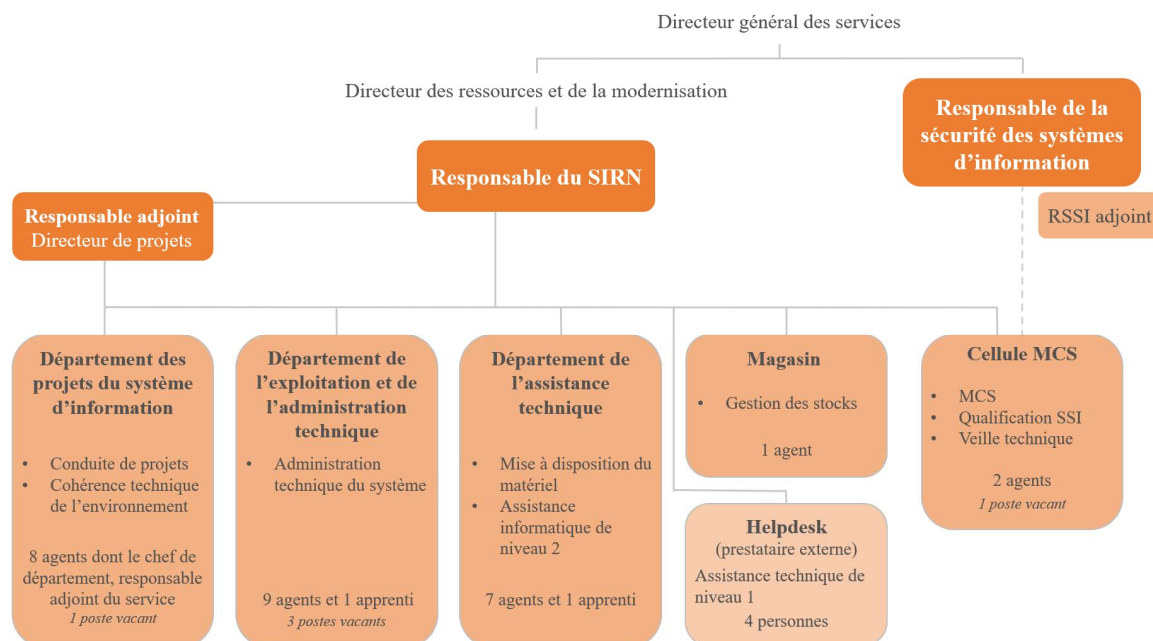 Directeur général des services
Directeur des ressources et de la modernisation
Responsable de la
sécurité des systèmes
d’information
Responsable du SIRN
RSSI adjoint
Responsable adjoint
Directeur de projets
Département des
projets du système
d’information
• Conduite de projets
• Cohérence technique
de l’environnement
8 agents dont le chef de
département, responsable
adjoint du service
1 poste vacant
Département de
l’exploitation et de
l’administration
technique
• Administration
technique du système
9 agents et 1 apprenti
3 postes vacants
Département de
l’assistance
technique
• Mise à disposition du
matériel
• Assistance
informatique de
niveau 2
7 agents et 1 apprenti
Magasin
• Gestion des stocks
1 agent
Helpdesk
(prestataire externe)
Assistance technique de
niveau 1
4 personnes
Cellule MCS
• MCS
• Qualification SSI
• Veille technique
2 agents
1 poste vacant